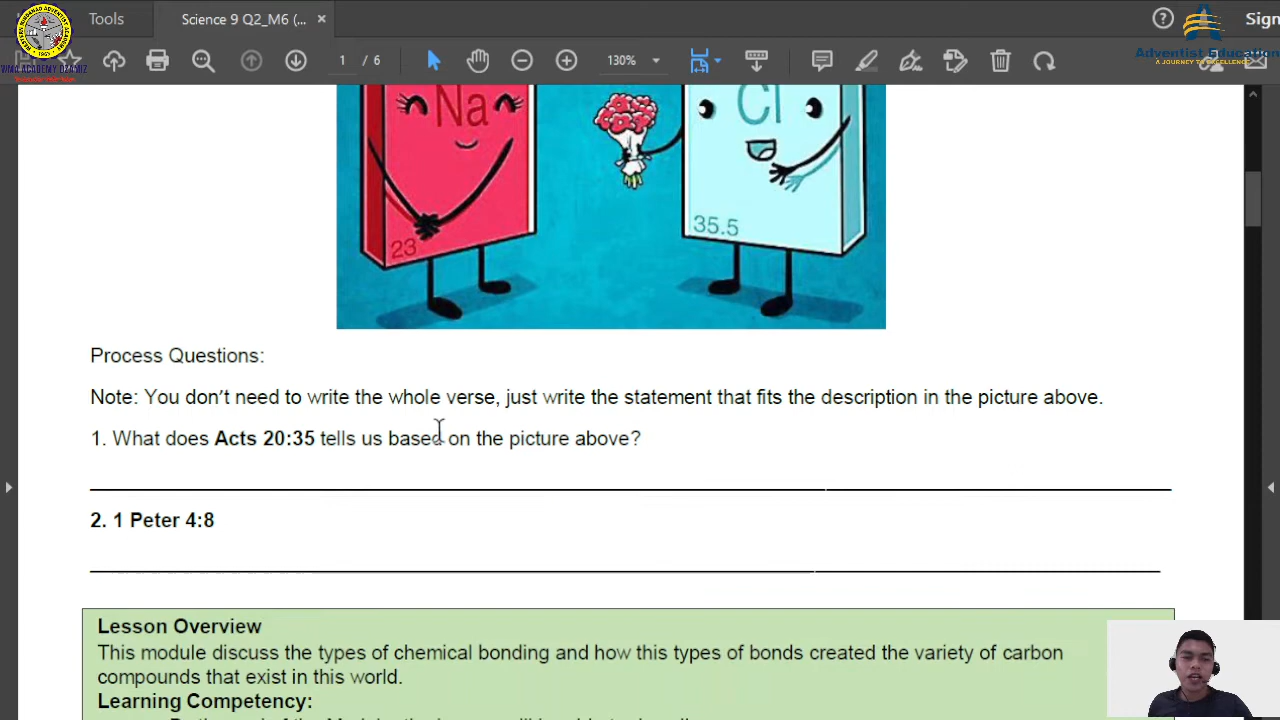 Tools
Science 9 Q2_M6 (...
Sign
Adventist Education
A JOURNEY TO EXCELLENCE
1 / 6
130%
Na
Cl
23
35.5
Process Questions:
Note: You don't need to write the whole verse, just write the statement that fits the description in the picture above.
1. What does Acts 20:35 tells us based on the picture above?
2. 1 Peter 4:8
Lesson Overview
This module discuss the types of chemical bonding and how this types of bonds created the variety of carbon
compounds that exist in this world.
Learning Competency: